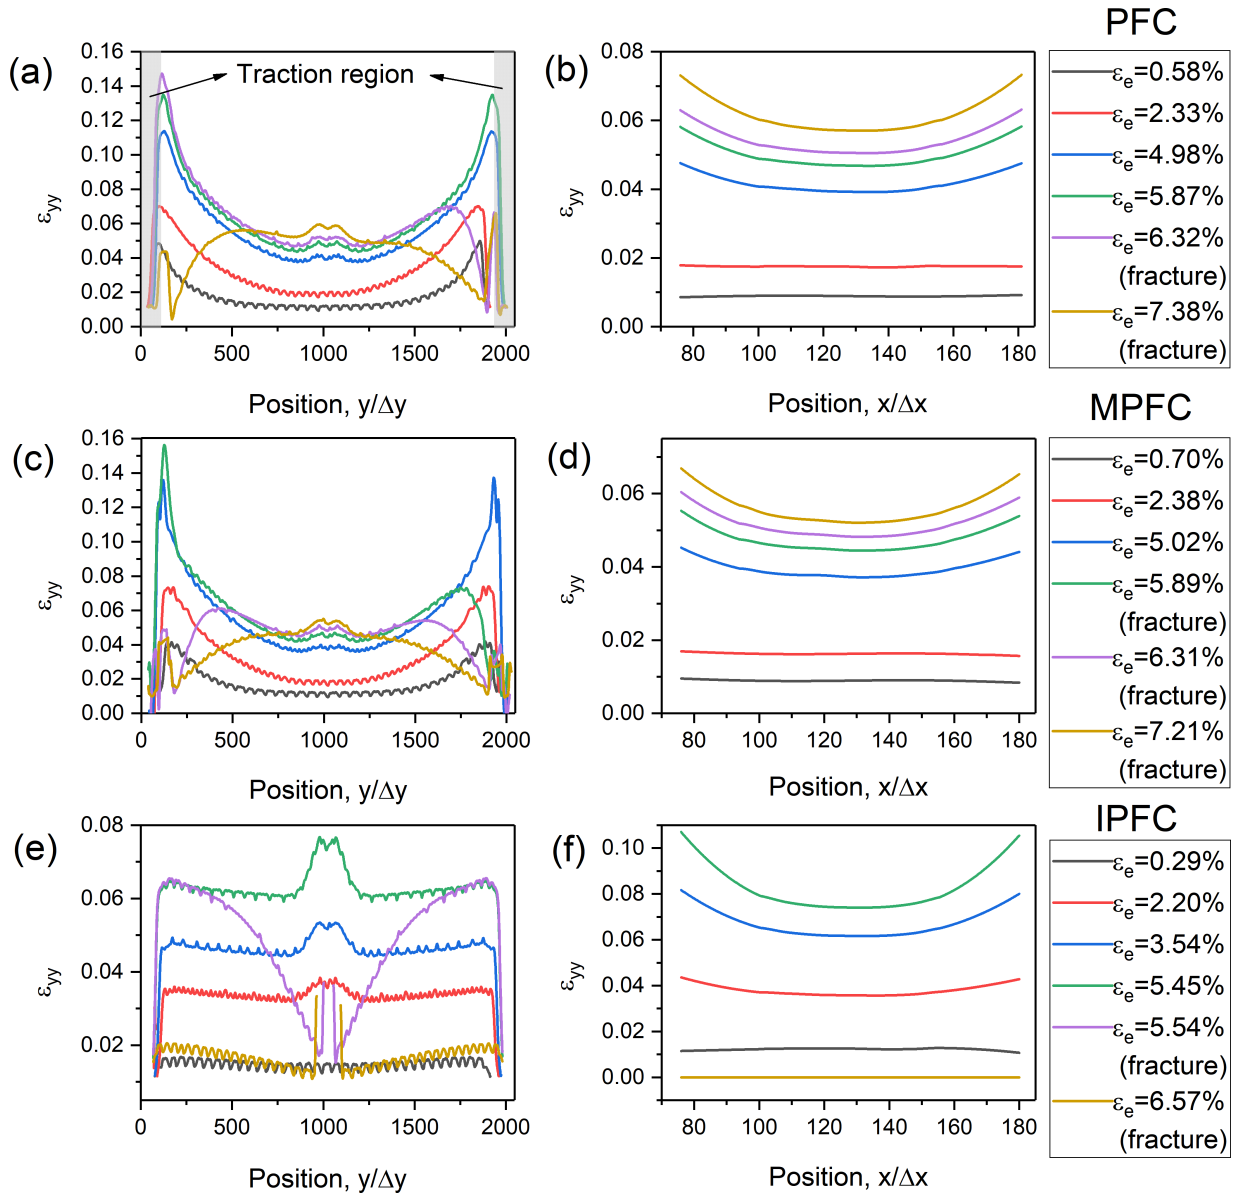 PFC
(a)
0.16
0.14
0.12
0.10
0.08
0.06
0.04
0.02
0.00
εyy
Traction region
0 500 1000 1500 2000
Position, y/Δy
(b)
0.08
0.06
0.04
0.02
0.00
εyy
80 100 120 140 160 180
Position, x/Δx
εe=0.58%
εe=2.33%
εe=4.98%
εe=5.87%
εe=6.32%
(fracture)
εe=7.38%
(fracture)
MPFC
(c)
0.16
0.14
0.12
0.10
0.08
0.06
0.04
0.02
0.00
εyy
0 500 1000 1500 2000
Position, y/Δy
(d)
0.06
0.04
0.02
0.00
εyy
80 100 120 140 160 180
Position, x/Δx
εe=0.70%
εe=2.38%
εe=5.02%
εe=5.89%
(fracture)
εe=6.31%
(fracture)
εe=7.21%
(fracture)
IPFC
(e)
0.08
0.06
0.04
0.02
εyy
0 500 1000 1500 2000
Position, y/Δy
(f)
0.10
0.08
0.06
0.04
0.02
0.00
εyy
80 100 120 140 160 180
Position, x/Δx
εe=0.29%
εe=2.20%
εe=3.54%
εe=5.45%
εe=5.54%
(fracture)
εe=6.57%
(fracture)